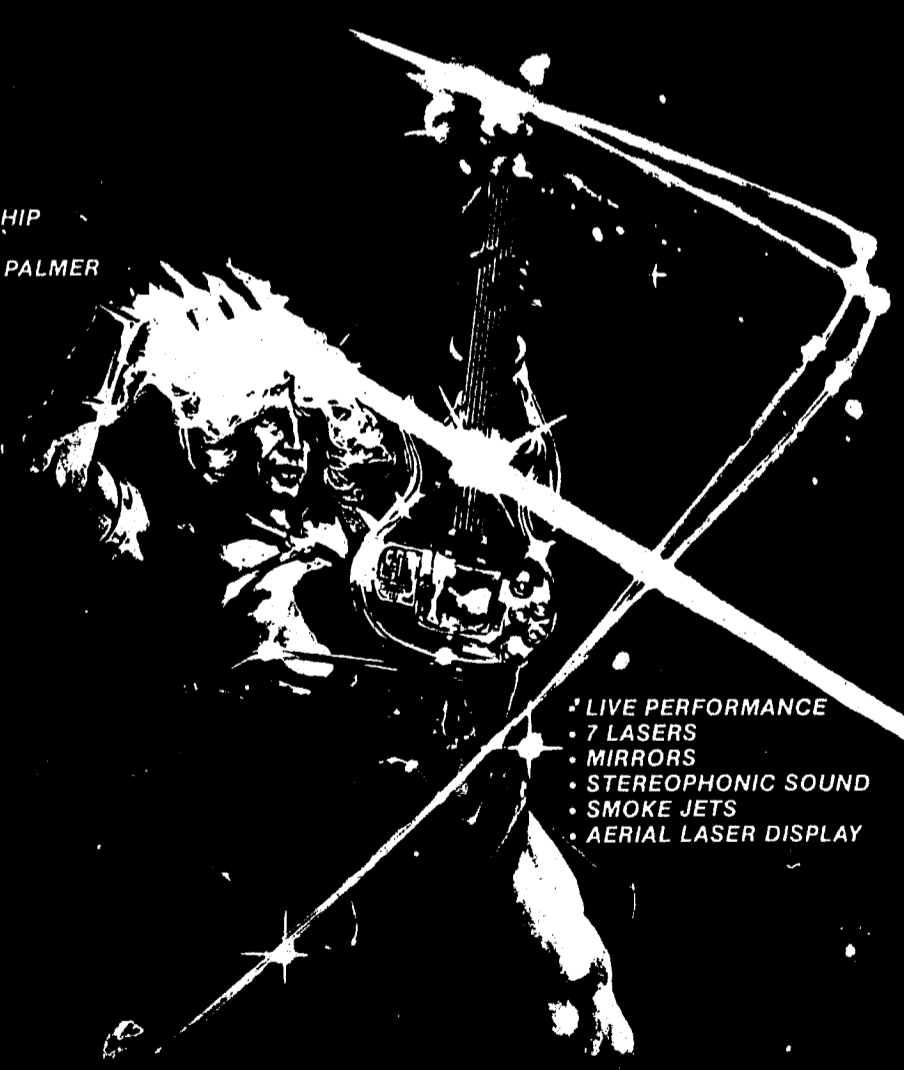 HIP
PALMER
• LIVE PERFORMANCE
• 7 LASERS
• MIRRORS
• STEREOPHONIC SOUND
• SMOKE JETS
• AERIAL LASER DISPLAY